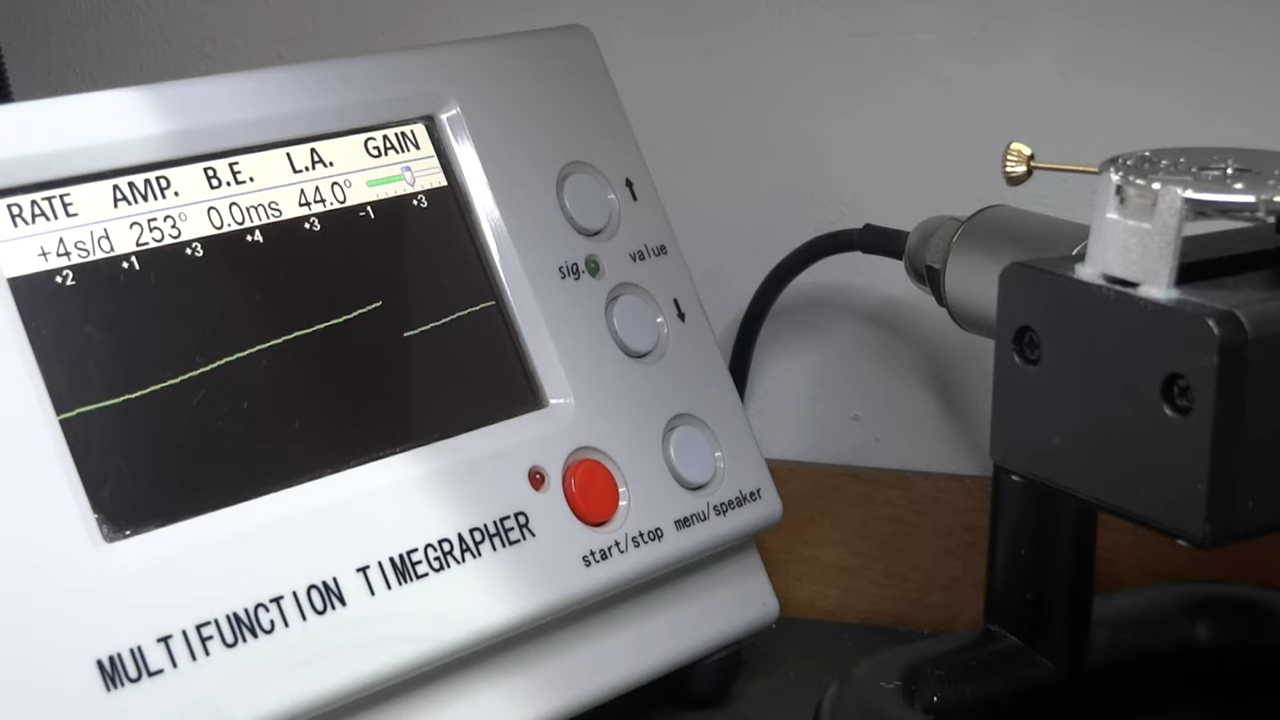 RATE AMP. B.E. L.A. GAIN
+4s/d 253° 0.0ms 44.0°
+2 +1 +3 +4 +3 -1 +3
sig.
value
start/stop
menu/speaker
MULTIFUNCTION TIMEGRAPHER